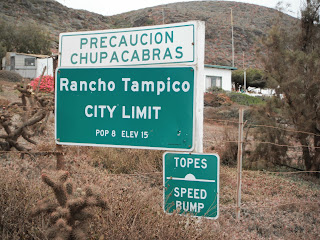 PRECAUCION
CHUPACABRAS
Rancho Tampico
CITY LIMIT
POP 8 ELEV 15
TOPES
SPEED
BUMP